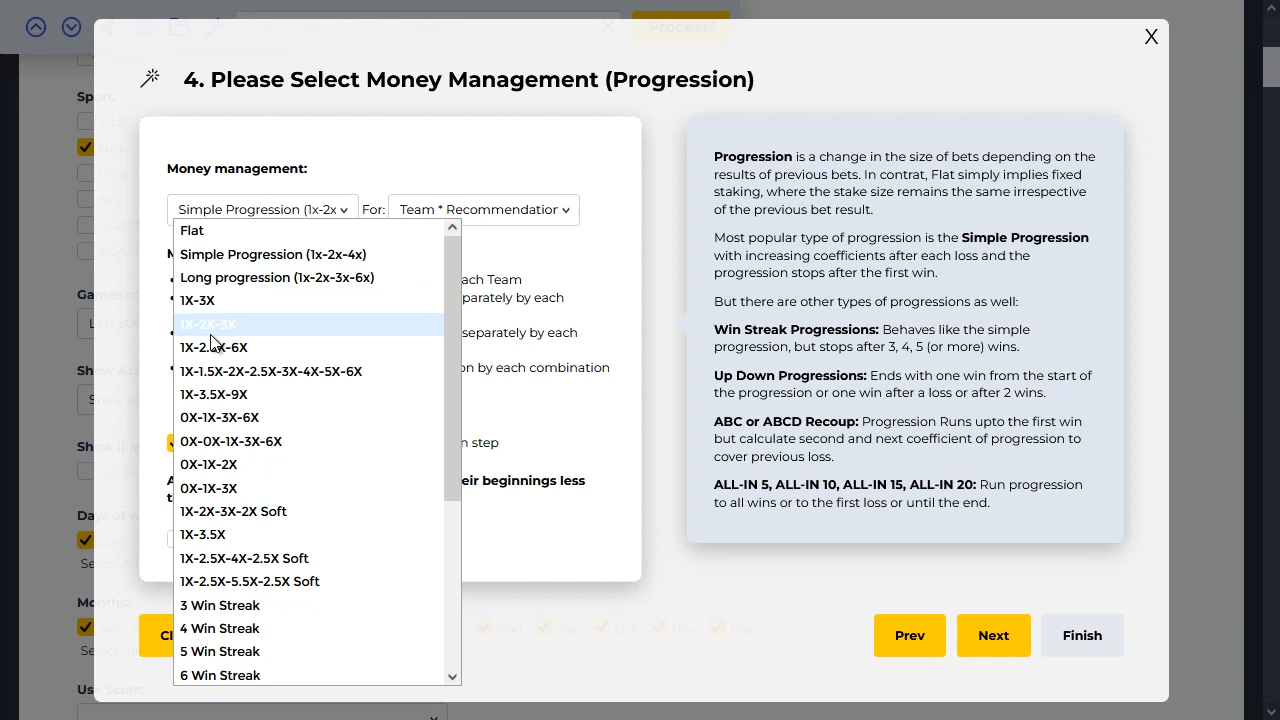 Process!
X
4. Please Select Money Management (Progression)
Sport:
Money management:
Simple Progression (1x-2x
For:
Team * Recommendation
Flat
Simple Progression (1x-2x-4x)
Long progression (1x-2x-3x-6x)
1X-3X
1X-2X-3X
1X-2. X-6X
1X-1.5X-2X-2.5X-3X-4X-5X-6X
1X-3.5X-9X
0X-1X-3X-6X
0X-0X-1X-3X-6X
0X-1X-2X
0X-1X-3X
1X-2X-3X-2X Soft
1X-3.5X
1X-2.5X-4X-2.5X Soft
1X-2.5X-5.5X-2.5X Soft
3 Win Streak
4 Win Streak
5 Win Streak
6 Win Streak
ach Team
parately by each
separately by each
on by each combination
n step
eir beginnings less
Progression is a change in the size of bets depending on the
results of previous bets. In contrat, Flat simply implies fixed
staking, where the stake size remains the same irrespective
of the previous bet result.
Most popular type of progression is the Simple Progression
with increasing coefficients after each loss and the
progression stops after the first win.
But there are other types of progressions as well:
Win Streak Progressions: Behaves like the simple
progression, but stops after 3, 4, 5 (or more) wins.
Up Down Progressions: Ends with one win from the start of
the progression or one win after a loss or after 2 wins.
ABC or ABCD Recoup: Progression Runs upto the first win
but calculate second and next coefficient of progression to
cover previous loss.
ALL-IN 5, ALL-IN 10, ALL-IN 15, ALL-IN 20: Run progression
to all wins or to the first loss or until the end.
Months:
Aug Sep Oct Nov Dec
Prev
Next
Finish